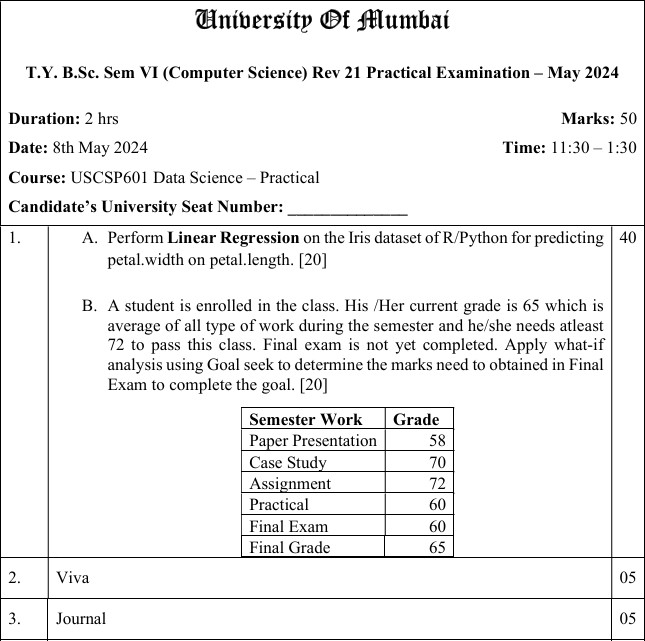 University Of Mumbai
T.Y. B.Sc. Sem VI (Computer Science) Rev 21 Practical Examination – May 2024
Duration: 2 hrs Marks: 50
Date: 8th May 2024 Time: 11:30 – 1:30
Course: USCSP601 Data Science – Practical
Candidate’s University Seat Number: ______________
1. A. Perform Linear Regression on the Iris dataset of R/Python for predicting 40
petal.width on petal.length. [20]
B. A student is enrolled in the class. His /Her current grade is 65 which is
average of all type of work during the semester and he/she needs atleast
72 to pass this class. Final exam is not yet completed. Apply what-if
analysis using Goal seek to determine the marks need to obtained in Final
Exam to complete the goal. [20]
Semester Work Grade
Paper Presentation 58
Case Study 70
Assignment 72
Practical 60
Final Exam 60
Final Grade 65
2. Viva 05
3. Journal 05